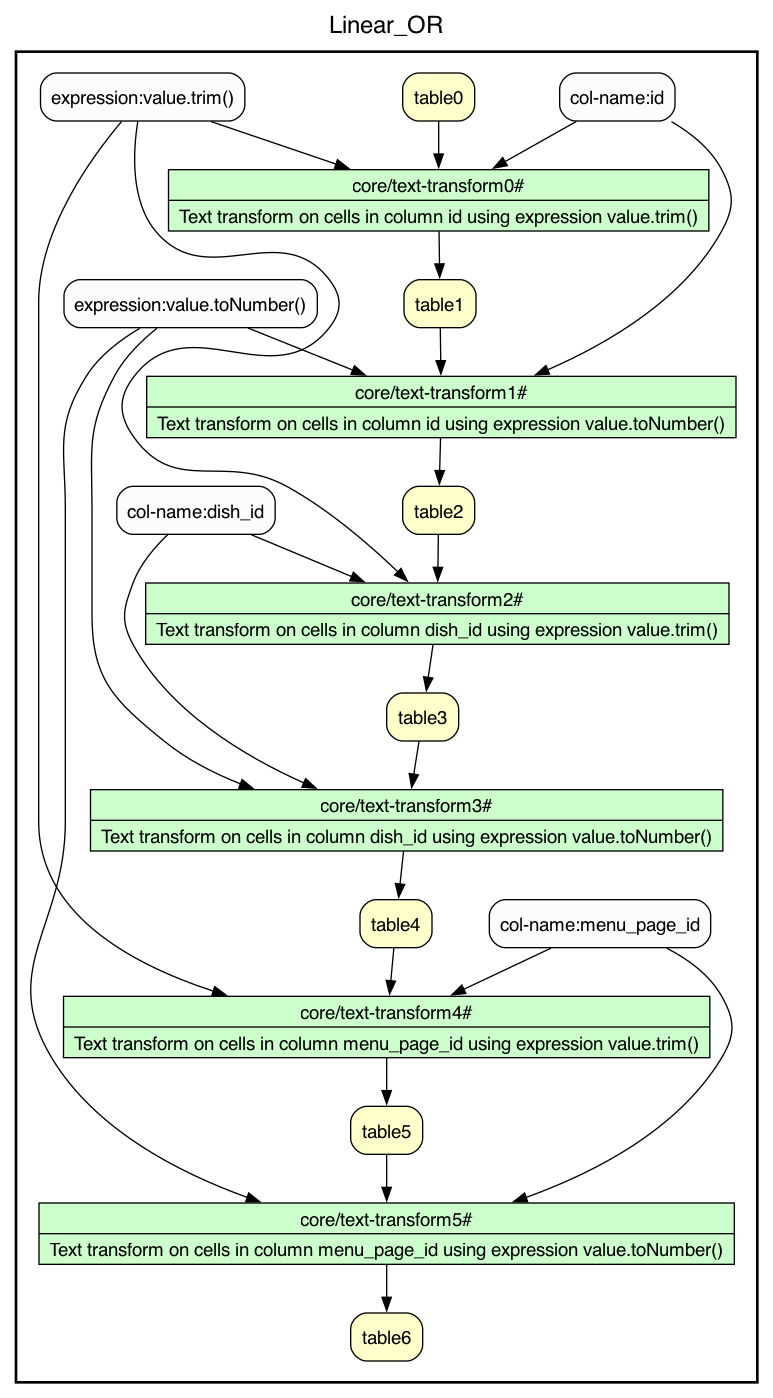 Linear_OR
expression:value.trim()
table0
col-name:id
core/text-transform0#
Text transform on cells in column id using expression value.trim()
expression:value.toNumber()
table1
core/text-transform1#
Text transform on cells in column id using expression value.toNumber()
col-name:dish_id
table2
core/text-transform2#
Text transform on cells in column dish_id using expression value.trim()
table3
core/text-transform3#
Text transform on cells in column dish_id using expression value.toNumber()
table4
col-name:menu_page_id
core/text-transform4#
Text transform on cells in column menu_page_id using expression value.trim()
table5
core/text-transform5#
Text transform on cells in column menu_page_id using expression value.toNumber()
table6